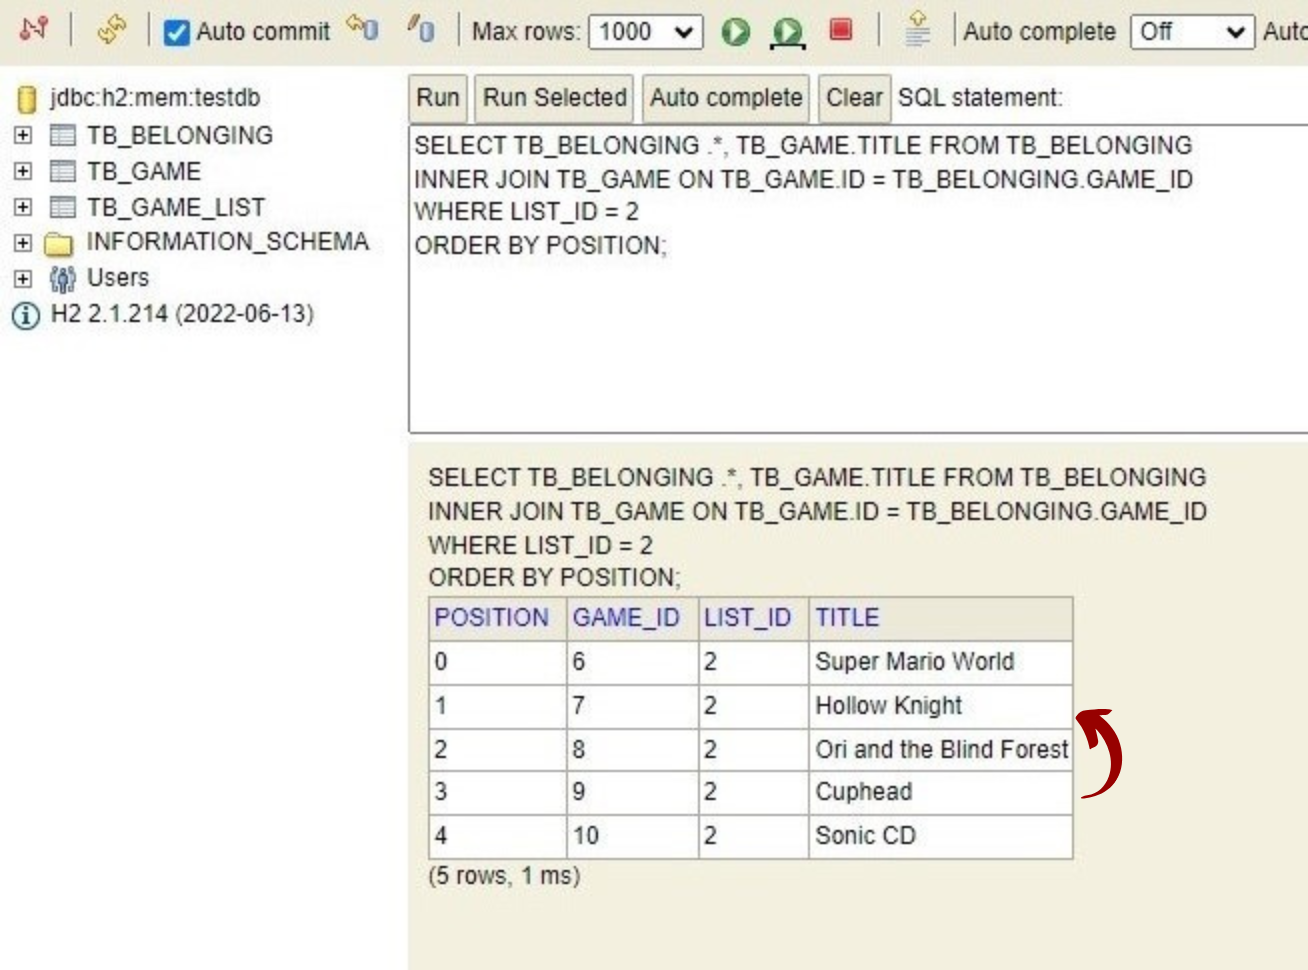 Auto commit Max rows: 1000 Auto complete Off Auto
jdbc:h2:mem:testdb
TB_BELONGING
TB_GAME
TB_GAME_LIST
INFORMATION_SCHEMA
Users
H2 2.1.214 (2022-06-13)
Run Run Selected Auto complete Clear SQL statement:
SELECT TB_BELONGING .*, TB_GAME.TITLE FROM TB_BELONGING
INNER JOIN TB_GAME ON TB_GAME.ID = TB_BELONGING.GAME_ID
WHERE LIST_ID = 2
ORDER BY POSITION;
SELECT TB_BELONGING .*, TB_GAME.TITLE FROM TB_BELONGING
INNER JOIN TB_GAME ON TB_GAME.ID = TB_BELONGING.GAME_ID
WHERE LIST_ID = 2
ORDER BY POSITION;
POSITION GAME_ID LIST_ID TITLE
0 6 2 Super Mario World
1 7 2 Hollow Knight
2 8 2 Ori and the Blind Forest
3 9 2 Cuphead
4 10 2 Sonic CD
(5 rows, 1 ms)